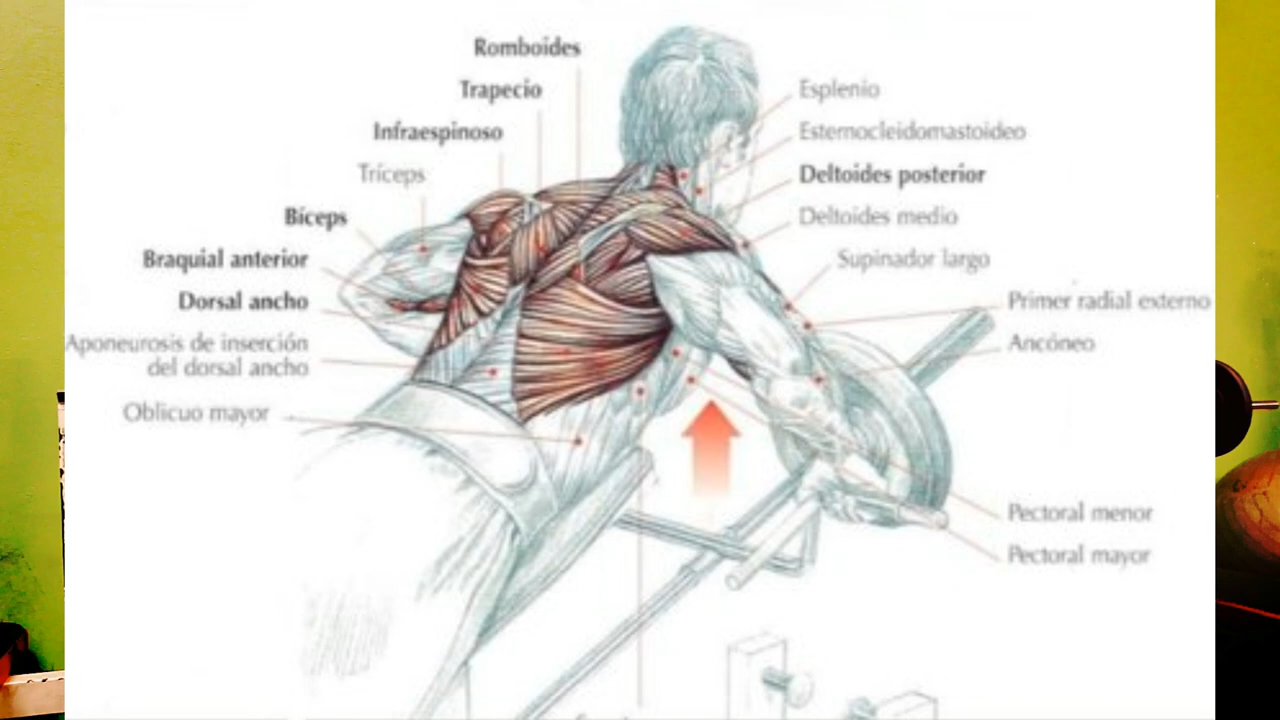 Romboides
Trapecio
Infraespinoso
Tríceps
Bíceps
Braquial anterior
Dorsal ancho
Aponeurosis de inserción
del dorsal ancho
Oblicuo mayor
Esplenio
Esternocleidomastoideo
Deltoides posterior
Deltoides medio
Supinador largo
Primer radial externo
Ancóneo
Pectoral menor
Pectoral mayor